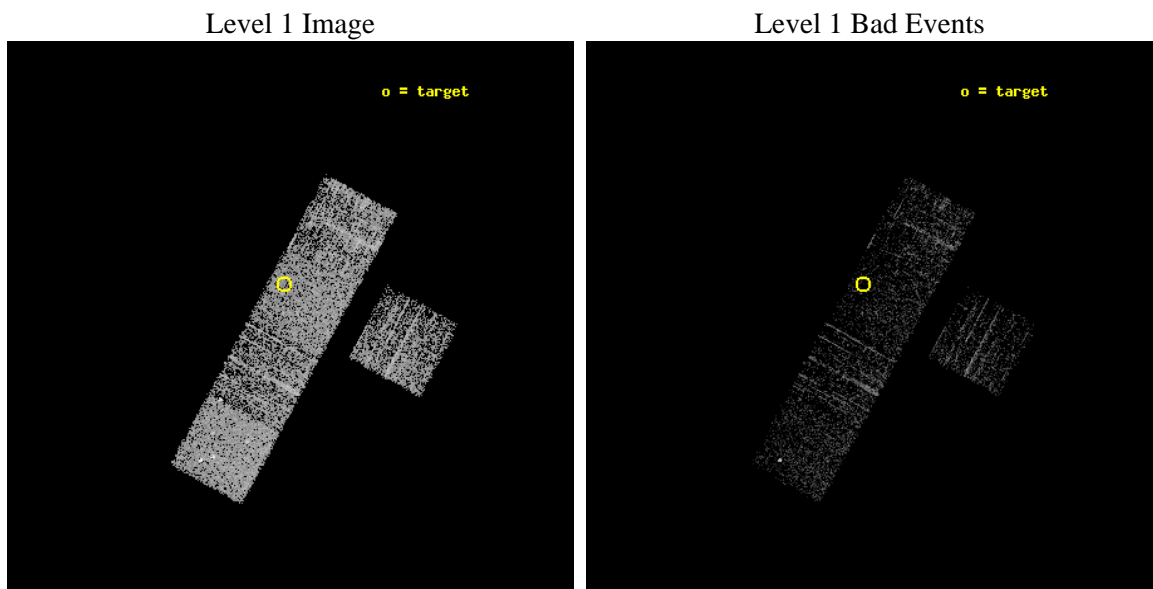 Level 1 Image
Level 1 Bad Events
o = target
o = target